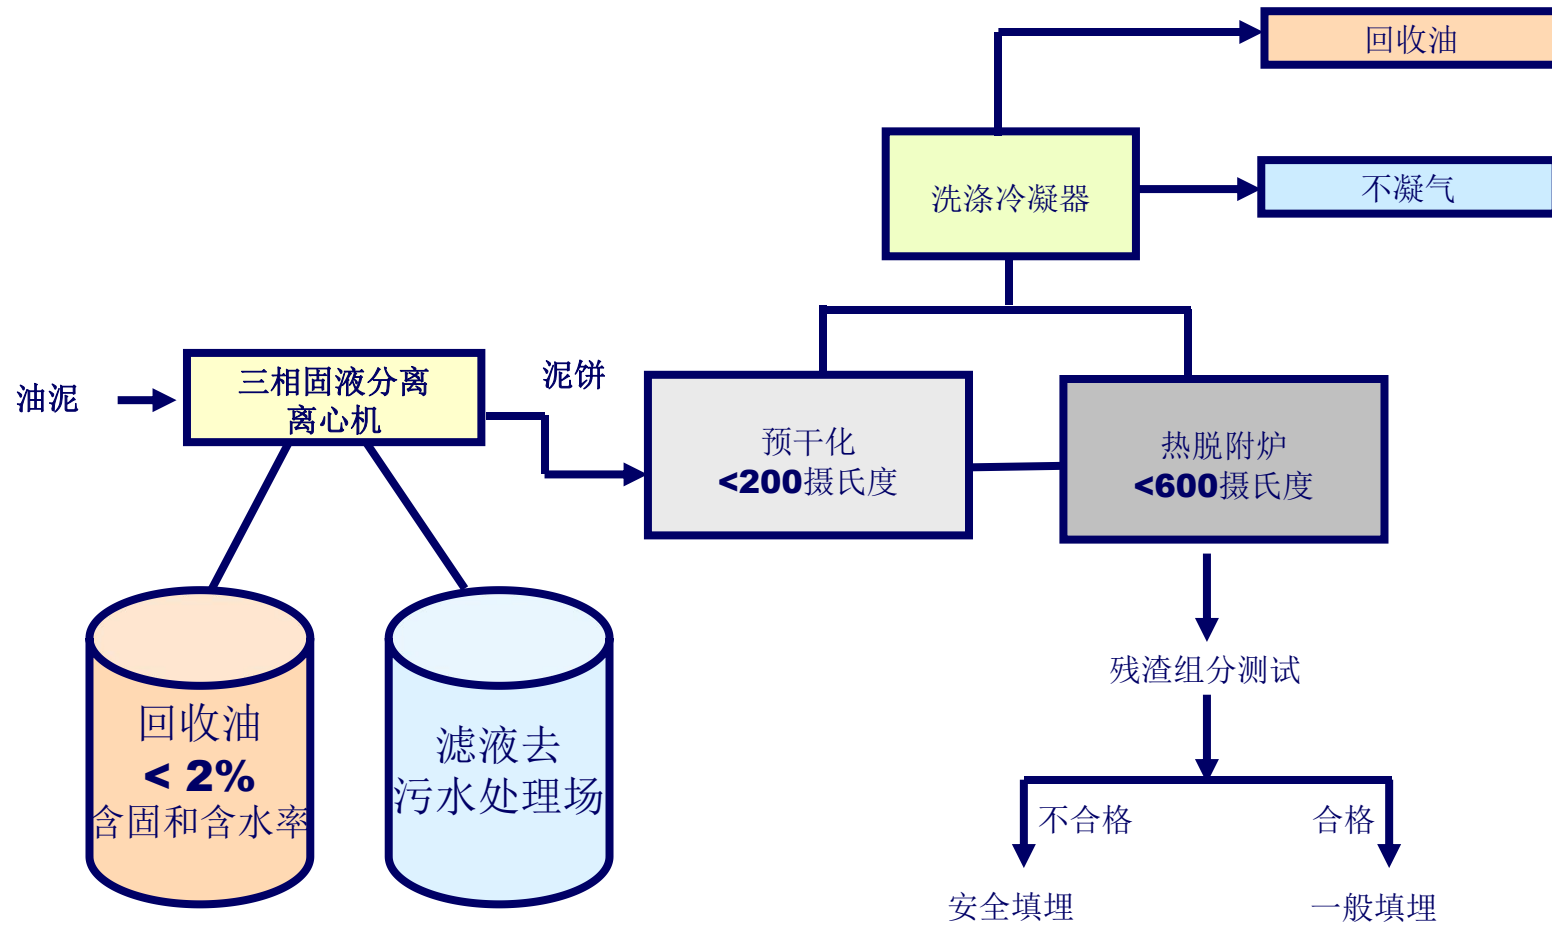 回收油
洗涤冷凝器
不凝气
油泥
三相固液分离
离心机
泥饼
预干化
<200摄氏度
热脱附炉
<600摄氏度
回收油
< 2%
含固和含水率
滤液去
污水处理场
残渣组分测试
不合格
合格
安全填埋
一般填埋